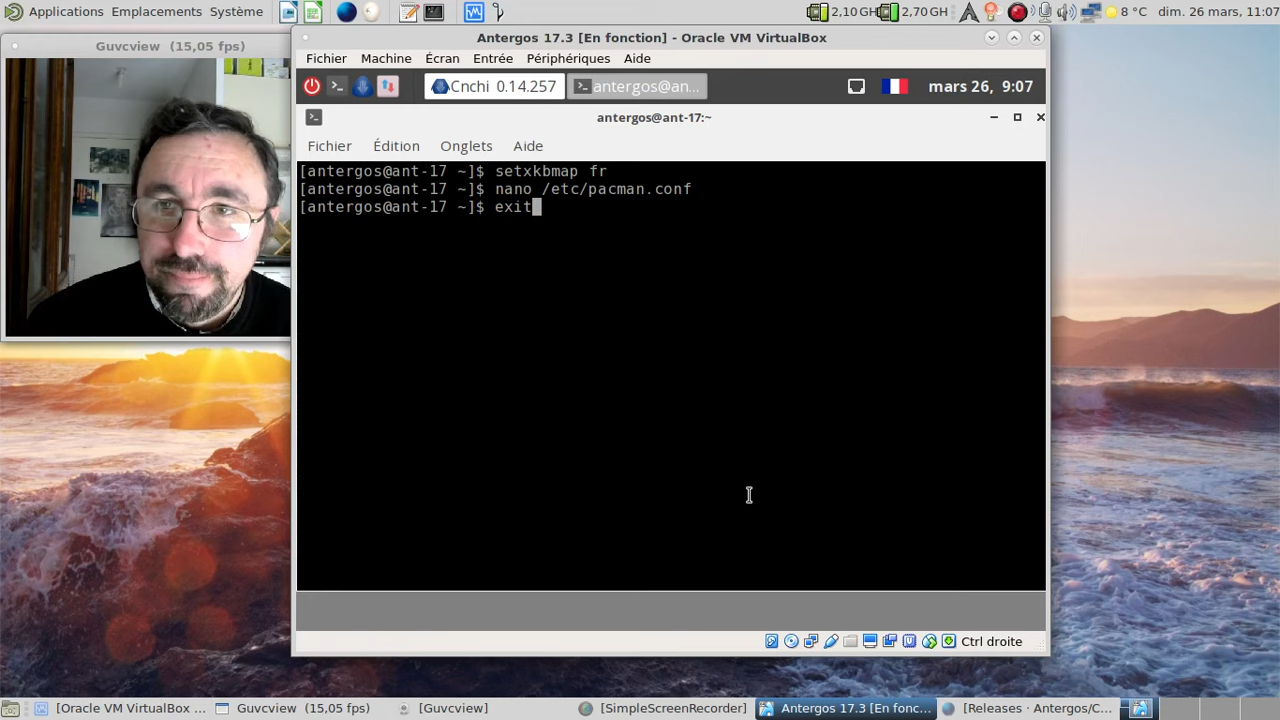 Applications Emplacements Système
2,10 GH 2,70 GH 8 °C dim. 26 mars, 11:07
Guvcview (15,05 fps)
Antergos 17.3 [En fonction] - Oracle VM VirtualBox
Fichier Machine Écran Entrée Périphériques Aide
Cnchi 0.14.257 antergos@an... mars 26, 9:07
antergos@ant-17:~
Fichier Édition Onglets Aide
[antergos@ant-17 ~]$ setxkbmap fr
[antergos@ant-17 ~]$ nano /etc/pacman.conf
[antergos@ant-17 ~]$ exit
Ctrl droite
[Oracle VM VirtualBox ... Guvcview (15,05 fps) [Guvcview] [SimpleScreenRecorder] Antergos 17.3 [En fonc... [Releases · Antergos/C...